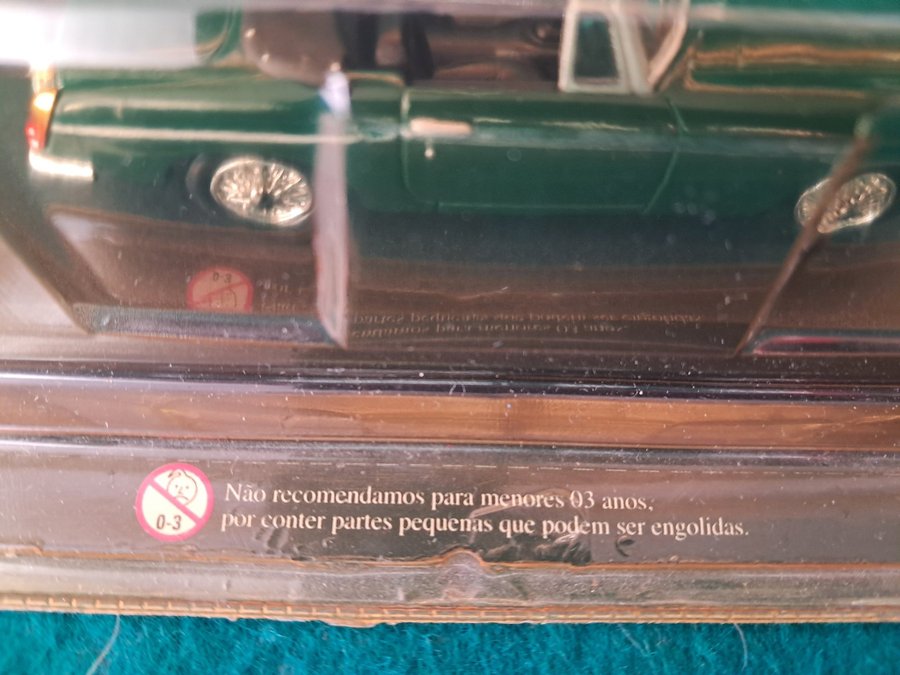 0-3
Não recomendamos para menores 03 anos,
por conter partes pequenas que podem ser engolidas.